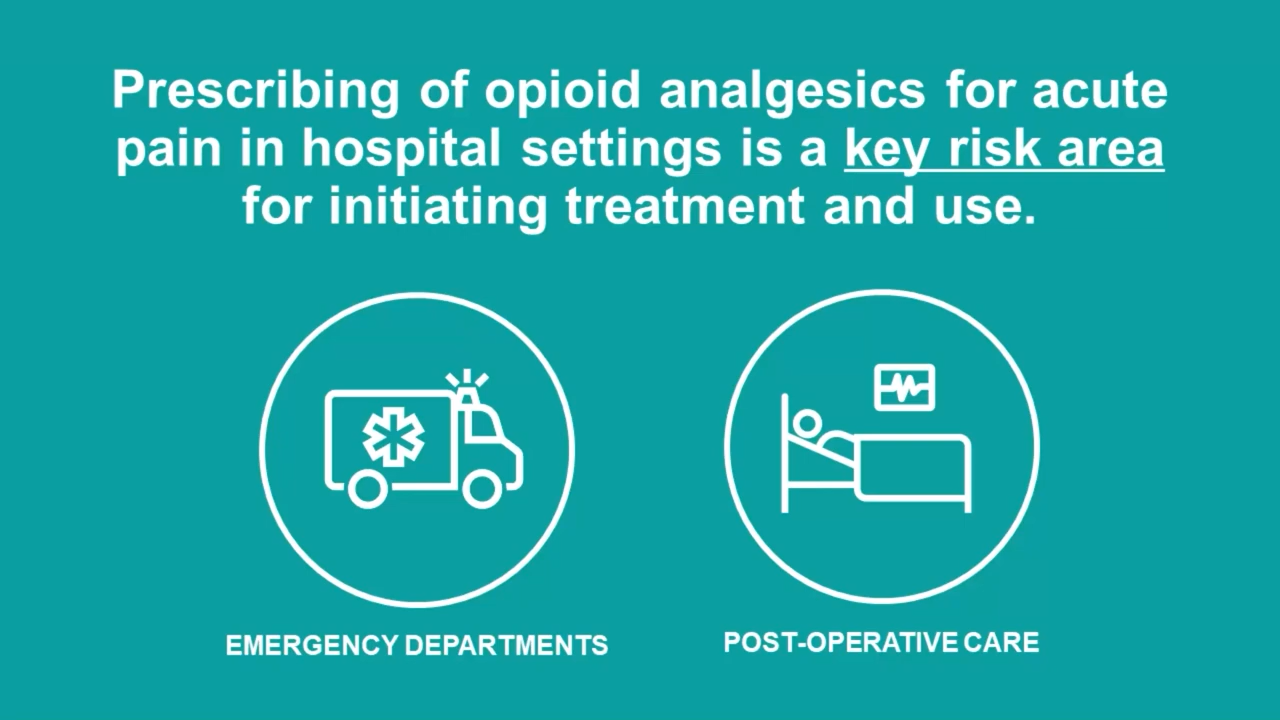 Prescribing of opioid analgesics for acute
pain in hospital settings is a key risk area
for initiating treatment and use.
EMERGENCY DEPARTMENTS
POST-OPERATIVE CARE